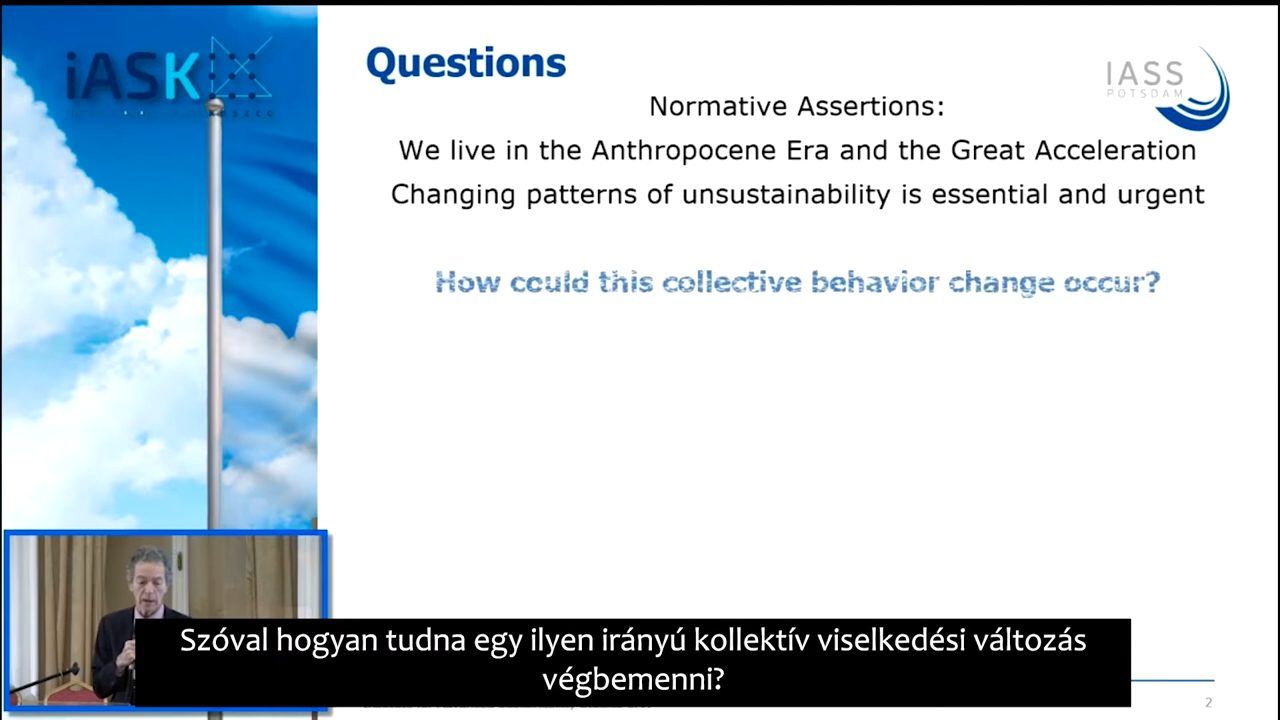 iASK
KŐSZEG
Questions
IASS
POTSDAM
Normative Assertions:
We live in the Anthropocene Era and the Great Acceleration
Changing patterns of unsustainability is essential and urgent
How could this collective behavior change occur?
Szóval hogyan tudna egy ilyen irányú kollektív viselkedési változás
végbemenni?
2